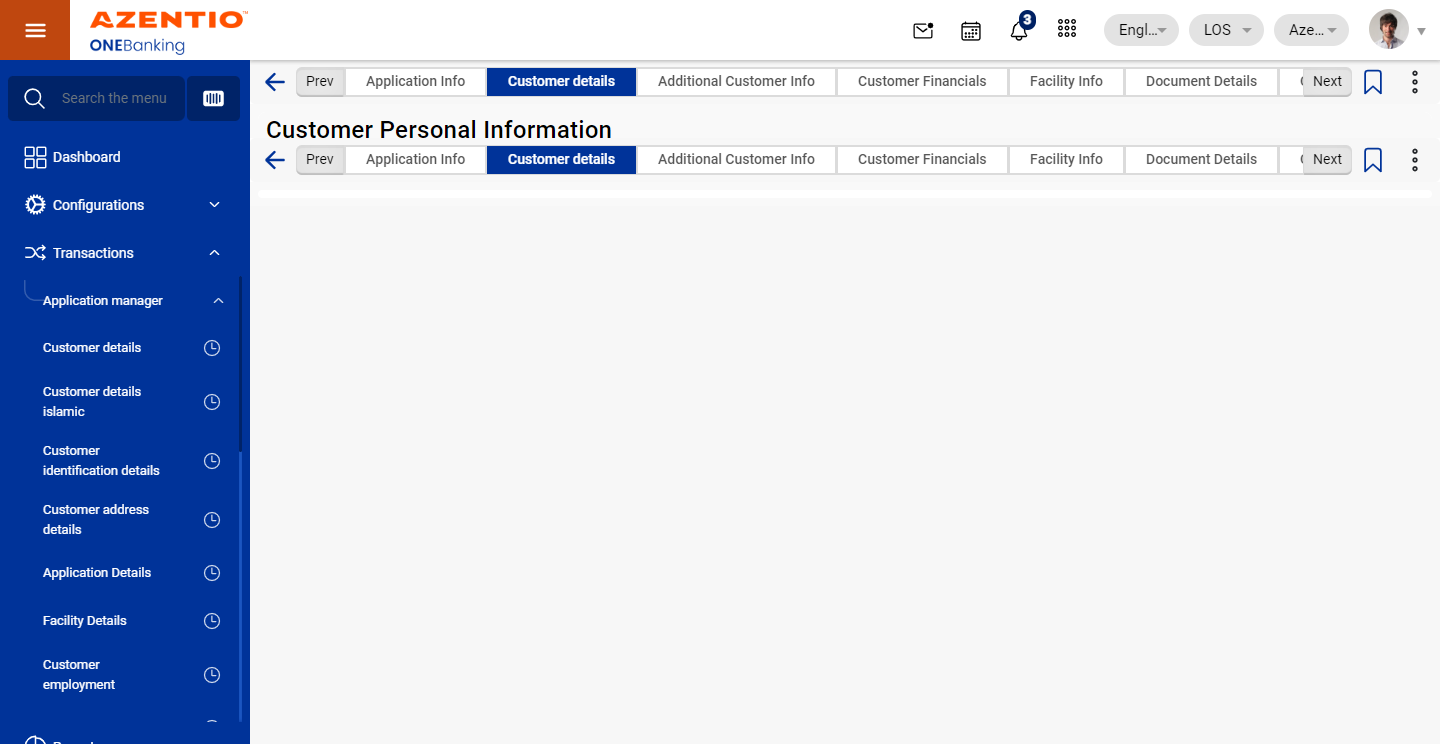 AZENTIO™
ONEBanking
3
Engl...
LOS
Aze...
Search the menu
Dashboard
Configurations
Transactions
Application manager
Customer details
Customer details
islamic
Customer
identification details
Customer address
details
Application Details
Facility Details
Customer
employment
Prev
Application Info
Customer details
Additional Customer Info
Customer Financials
Facility Info
Document Details
Next
Customer Personal Information
Prev
Application Info
Customer details
Additional Customer Info
Customer Financials
Facility Info
Document Details
Next